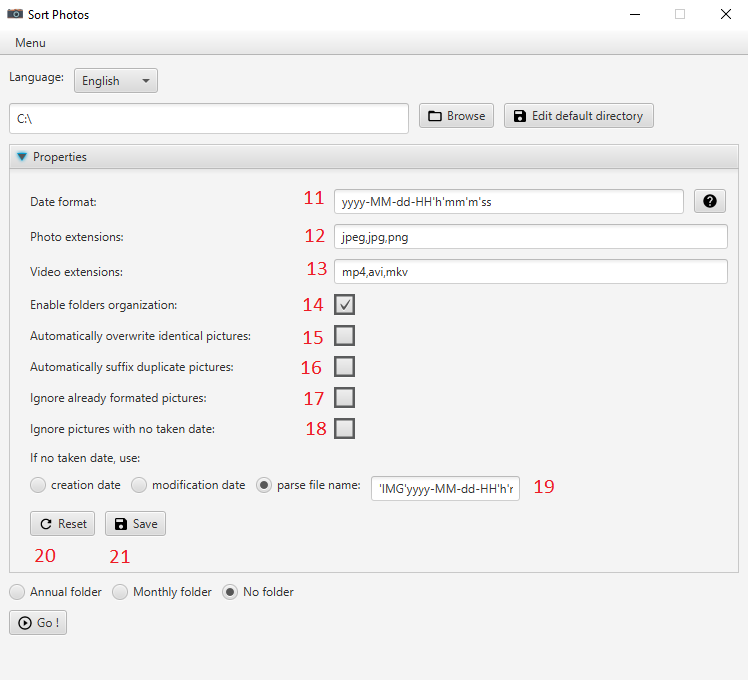 Sort Photos
Menu
Language: English
C:\ Browse Edit default directory
Properties
Date format: 11 yyyy-MM-dd-HH'h'mm'm'ss
Photo extensions: 12 jpeg,jpg,png
Video extensions: 13 mp4,avi,mkv
Enable folders organization: 14
Automatically overwrite identical pictures: 15
Automatically suffix duplicate pictures: 16
Ignore already formated pictures: 17
Ignore pictures with no taken date: 18
If no taken date, use:
creation date modification date parse file name: 'IMG'yyyy-MM-dd-HH'h'r 19
Reset Save
20 21
Annual folder Monthly folder No folder
Go !